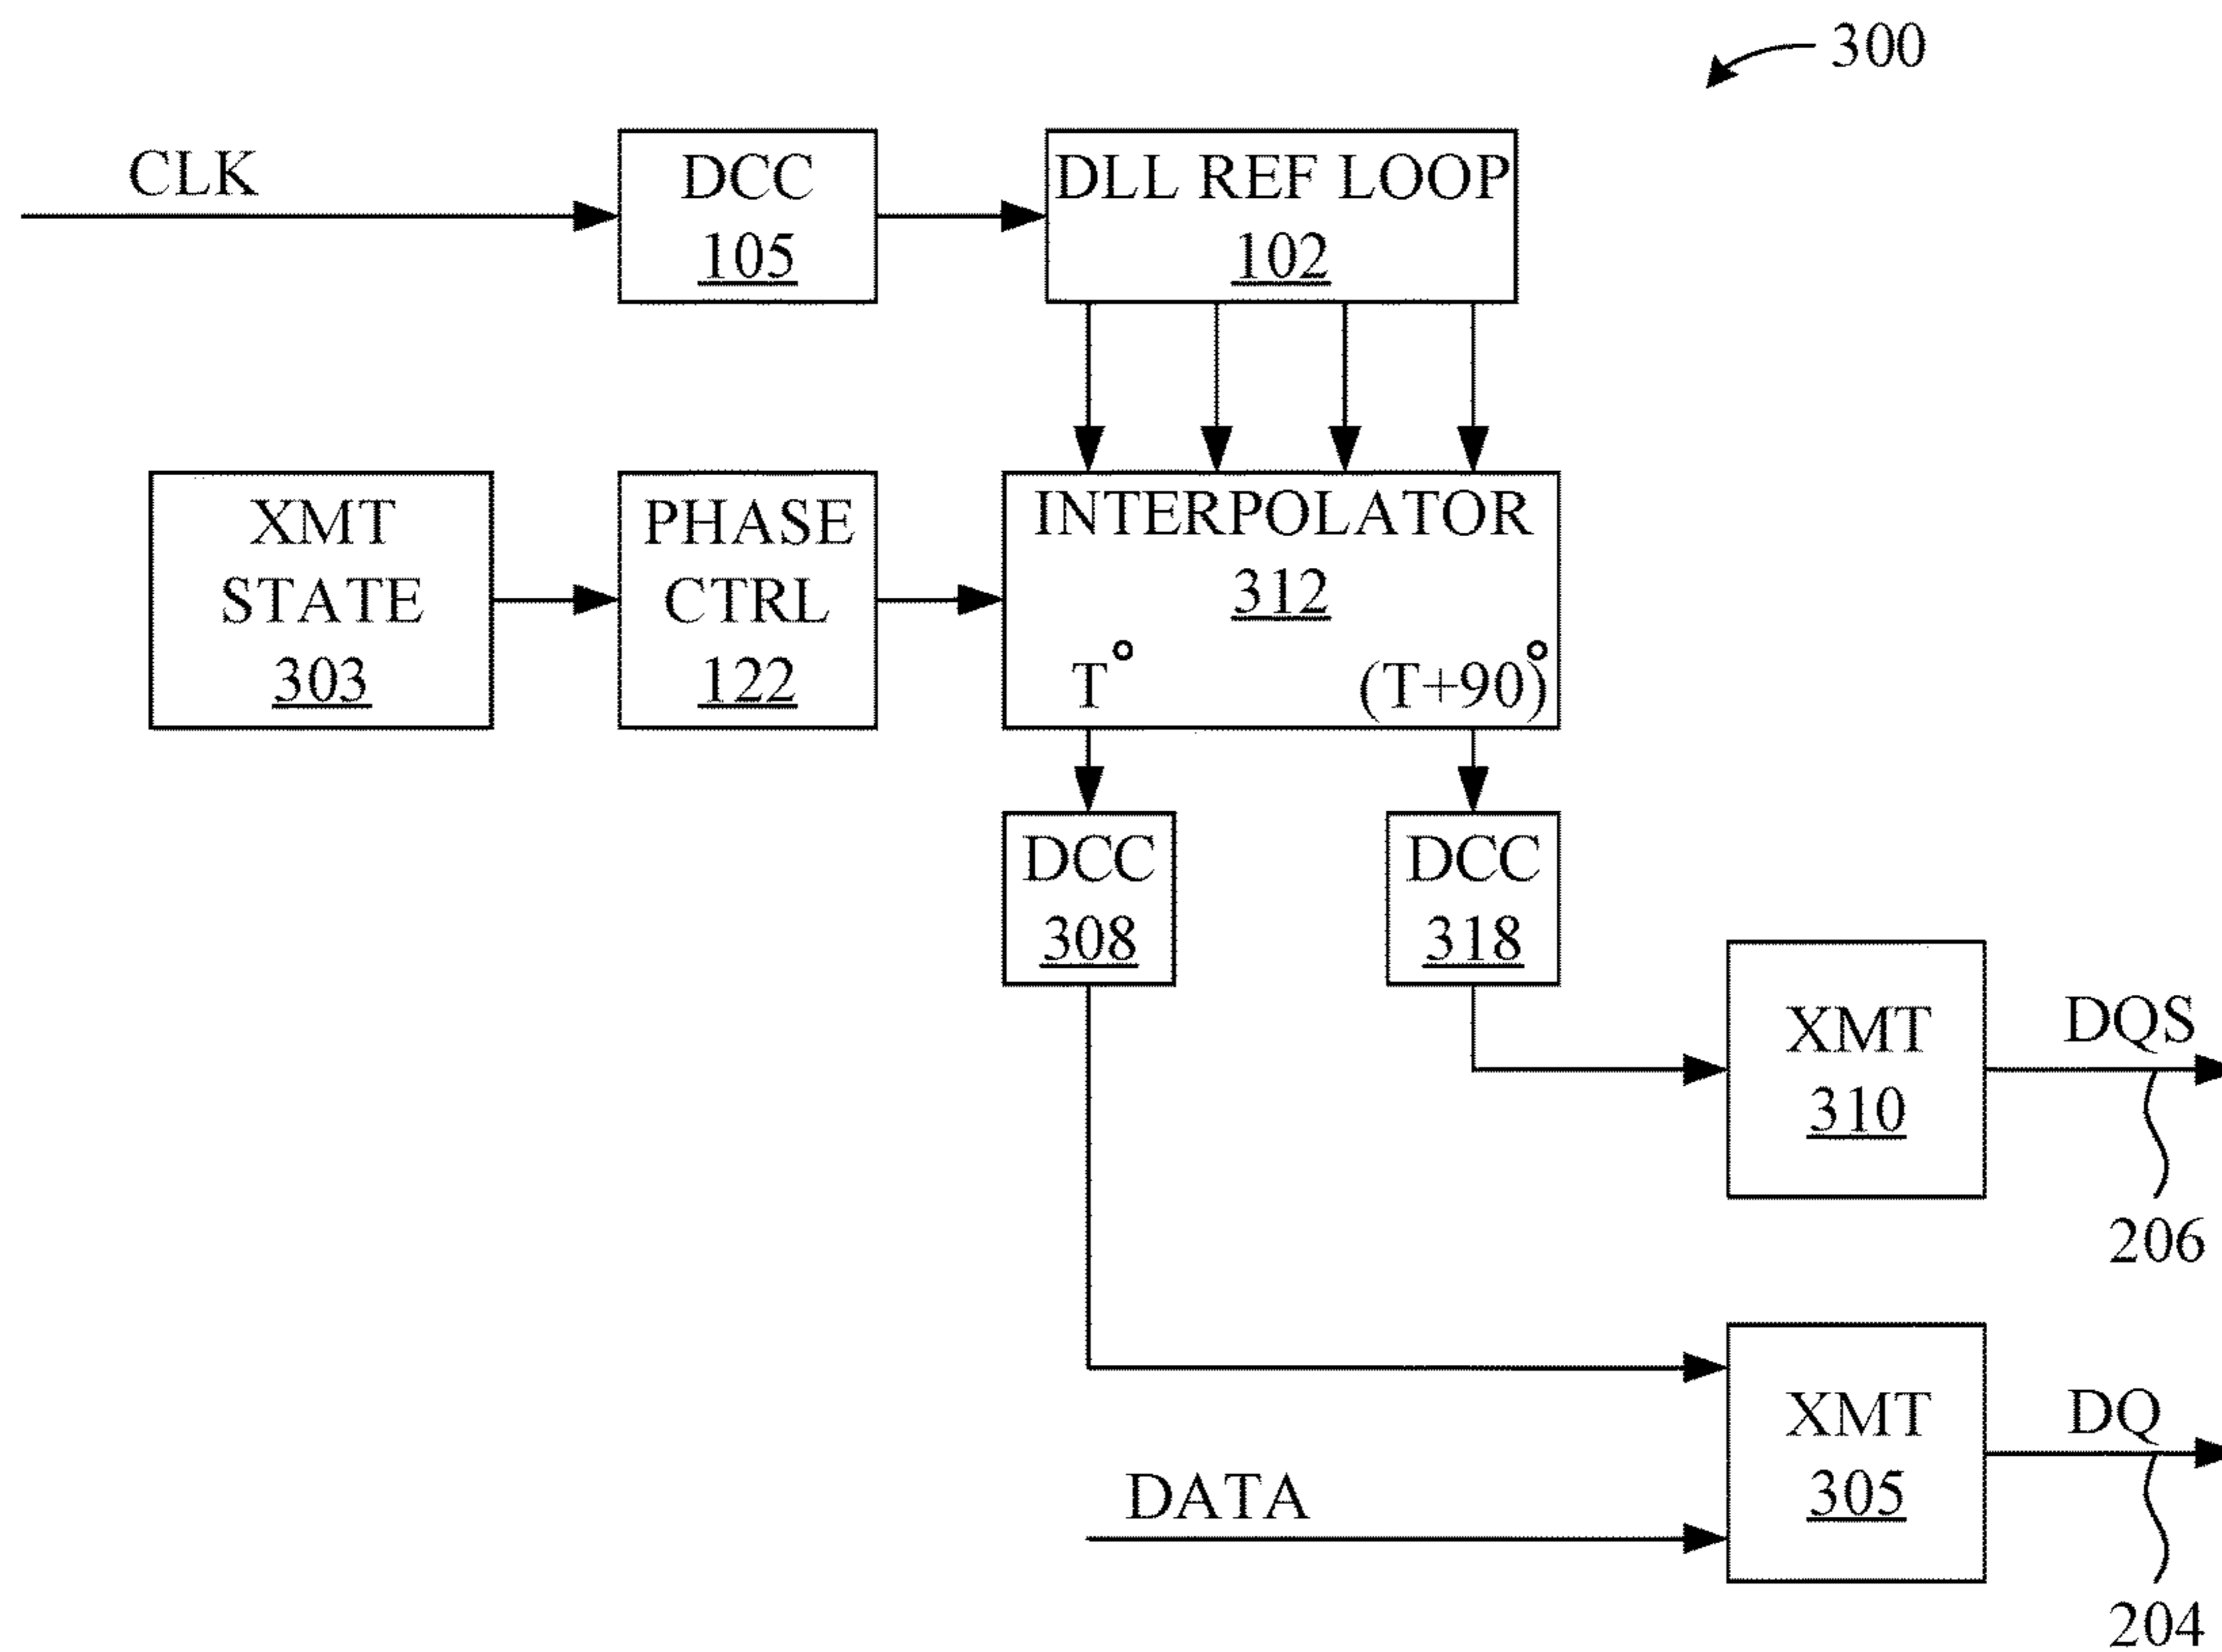 300
CLK
DCC
105
DLL REF LOOP
102
XMT
STATE
303
PHASE
CTRL
122
INTERPOLATOR
312
T° (T+90)°
DCC
308
DCC
318
XMT
310
DQS
206
XMT
305
DQ
204
DATA